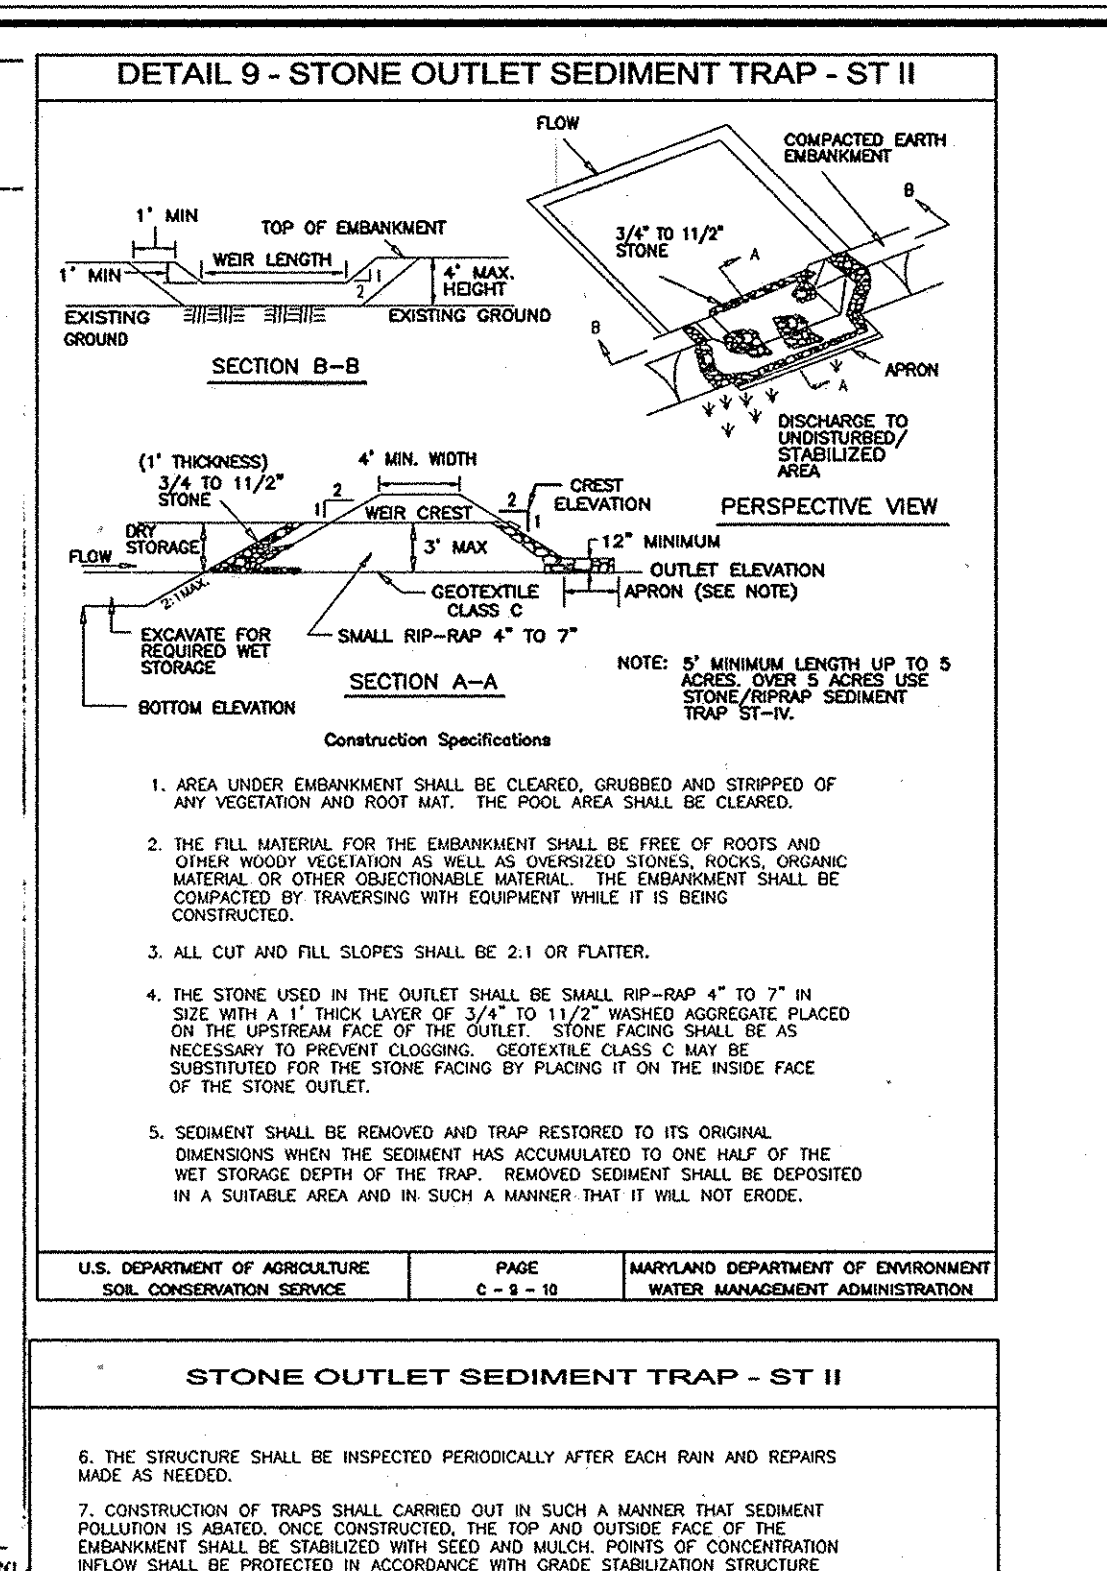 DETAIL 9 - STONE OUTLET SEDIMENT TRAP - ST II
FLOW
COMPACTED EARTH
EMBANKMENT
B
1' MIN
TOP OF EMBANKMENT
3/4" TO 11/2"
STONE
A
WEIR LENGTH
1' MIN
1
2
4' MAX.
HEIGHT
EXISTING
GROUND
EXISTING GROUND
B
SECTION B-B
APRON
A
DISCHARGE TO
UNDISTURBED/
STABILIZED
AREA
PERSPECTIVE VIEW
(1' THICKNESS)
3/4 TO 11/2"
STONE
4' MIN. WIDTH
2
1
WEIR CREST
2
1
CREST
ELEVATION
DRY
STORAGE
FLOW
3' MAX
12" MINIMUM
OUTLET ELEVATION
2:1 MAX.
GEOTEXTILE
CLASS C
APRON (SEE NOTE)
EXCAVATE FOR
REQUIRED WET
STORAGE
SMALL RIP-RAP 4" TO 7"
BOTTOM ELEVATION
SECTION A-A
NOTE: 5' MINIMUM LENGTH UP TO 5
ACRES. OVER 5 ACRES USE
STONE/RIPRAP SEDIMENT
TRAP ST-IV.
Construction Specifications
1. AREA UNDER EMBANKMENT SHALL BE CLEARED, GRUBBED AND STRIPPED OF
ANY VEGETATION AND ROOT MAT. THE POOL AREA SHALL BE CLEARED.
2. THE FILL MATERIAL FOR THE EMBANKMENT SHALL BE FREE OF ROOTS AND
OTHER WOODY VEGETATION AS WELL AS OVERSIZED STONES, ROCKS, ORGANIC
MATERIAL OR OTHER OBJECTIONABLE MATERIAL. THE EMBANKMENT SHALL BE
COMPACTED BY TRAVERSING WITH EQUIPMENT WHILE IT IS BEING
CONSTRUCTED.
3. ALL CUT AND FILL SLOPES SHALL BE 2:1 OR FLATTER.
4. THE STONE USED IN THE OUTLET SHALL BE SMALL RIP-RAP 4" TO 7" IN
SIZE WITH A 1' THICK LAYER OF 3/4" TO 11/2" WASHED AGGREGATE PLACED
ON THE UPSTREAM FACE OF THE OUTLET. STONE FACING SHALL BE AS
NECESSARY TO PREVENT CLOGGING. GEOTEXTILE CLASS C MAY BE
SUBSTITUTED FOR THE STONE FACING BY PLACING IT ON THE INSIDE FACE
OF THE STONE OUTLET.
5. SEDIMENT SHALL BE REMOVED AND TRAP RESTORED TO ITS ORIGINAL
DIMENSIONS WHEN THE SEDIMENT HAS ACCUMULATED TO ONE HALF OF THE
WET STORAGE DEPTH OF THE TRAP. REMOVED SEDIMENT SHALL BE DEPOSITED
IN A SUITABLE AREA AND IN SUCH A MANNER THAT IT WILL NOT ERODE.
U.S. DEPARTMENT OF AGRICULTURE
SOIL CONSERVATION SERVICE
PAGE
C - 9 - 10
MARYLAND DEPARTMENT OF ENVIRONMENT
WATER MANAGEMENT ADMINISTRATION
STONE OUTLET SEDIMENT TRAP - ST II
6. THE STRUCTURE SHALL BE INSPECTED PERIODICALLY AFTER EACH RAIN AND REPAIRS
MADE AS NEEDED.
7. CONSTRUCTION OF TRAPS SHALL CARRIED OUT IN SUCH A MANNER THAT SEDIMENT
POLLUTION IS ABATED. ONCE CONSTRUCTED, THE TOP AND OUTSIDE FACE OF THE
EMBANKMENT SHALL BE STABILIZED WITH SEED AND MULCH. POINTS OF CONCENTRATION
INFLOW SHALL BE PROTECTED IN ACCORDANCE WITH GRADE STABILIZATION STRUCTURE